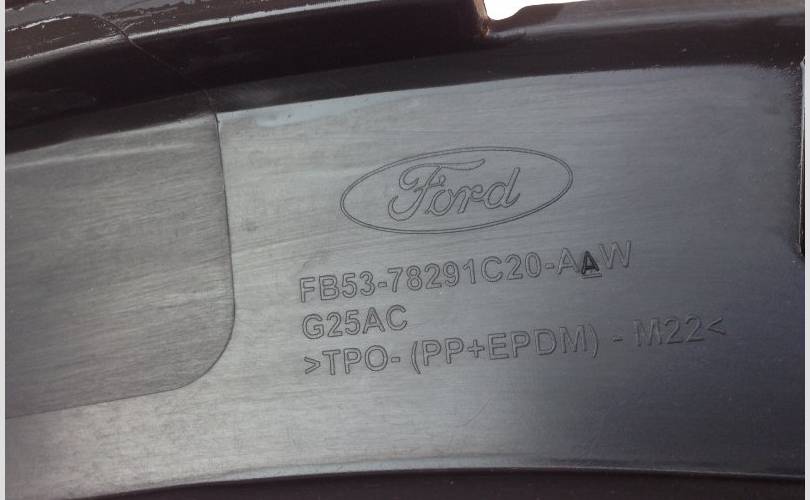 Ford
FB53-78291C20-AAW
G25AC
>TPO- (PP+EPDM) - M22<